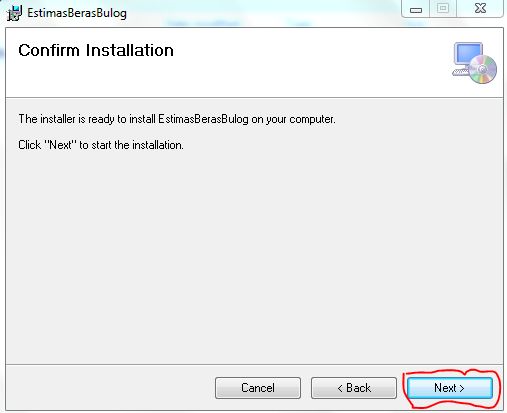 EstimasBerasBulog
Confirm Installation
The installer is ready to install EstimasBerasBulog on your computer.
Click "Next" to start the installation.
Cancel
< Back
Next >